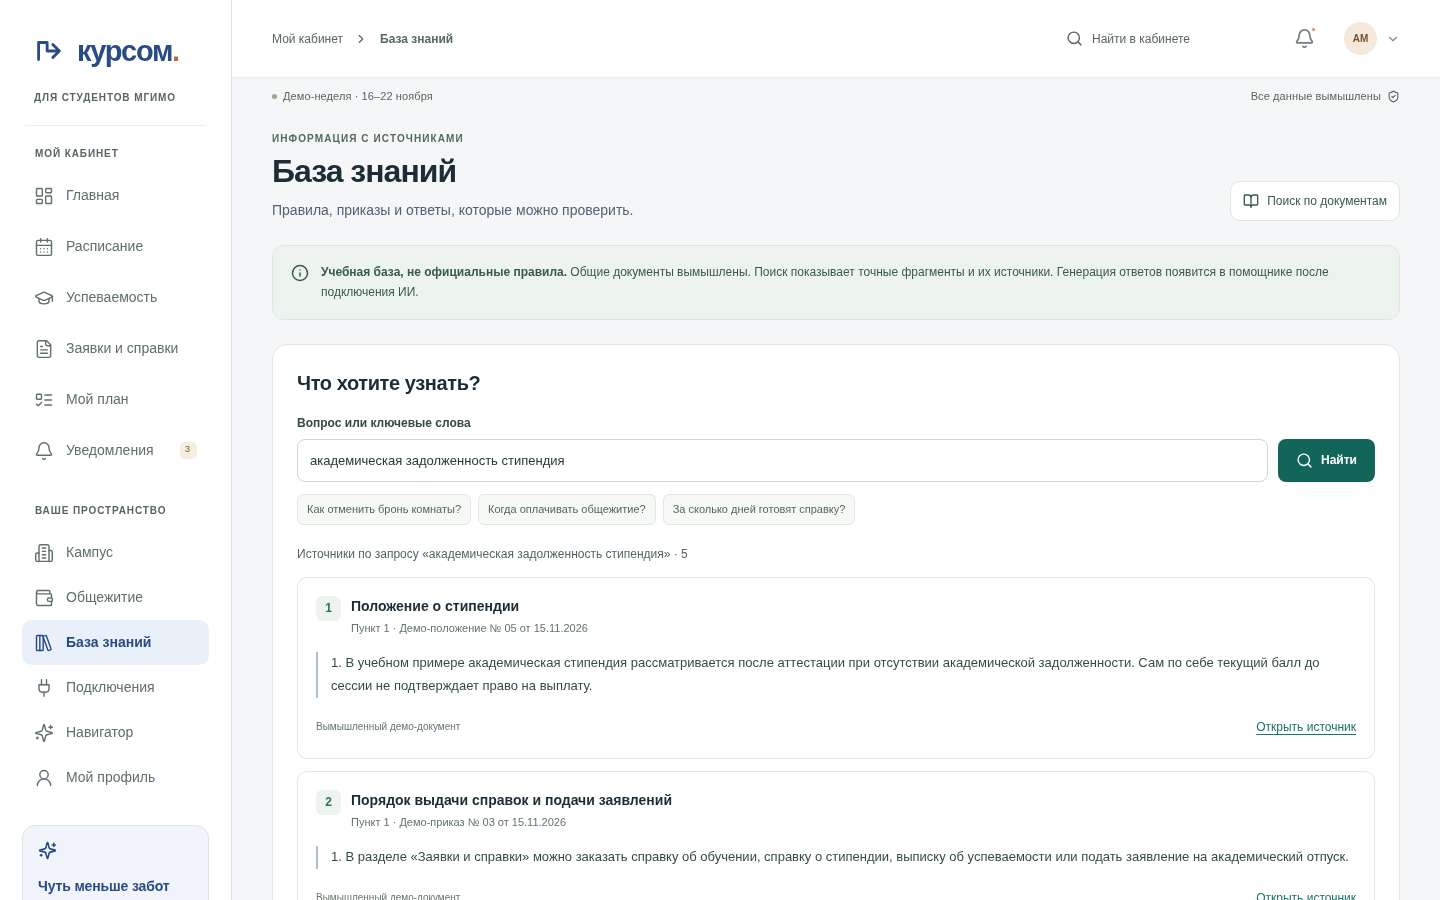 курсом.
ДЛЯ СТУДЕНТОВ МГИМО
МОЙ КАБИНЕТ
Главная
Расписание
Успеваемость
Заявки и справки
Мой план
Уведомления 3
ВАШЕ ПРОСТРАНСТВО
Кампус
Общежитие
База знаний
Подключения
Навигатор
Мой профиль
Чуть меньше забот
Мой кабинет База знаний
Найти в кабинете
АМ
Демо-неделя · 16–22 ноября
Все данные вымышлены
ИНФОРМАЦИЯ С ИСТОЧНИКАМИ
База знаний
Правила, приказы и ответы, которые можно проверить.
Поиск по документам
Учебная база, не официальные правила. Общие документы вымышлены. Поиск показывает точные фрагменты и их источники. Генерация ответов появится в помощнике после
подключения ИИ.
Что хотите узнать?
Вопрос или ключевые слова
академическая задолженность стипендия
Найти
Как отменить бронь комнаты?
Когда оплачивать общежитие?
За сколько дней готовят справку?
Источники по запросу «академическая задолженность стипендия» · 5
1 Положение о стипендии
Пункт 1 · Демо-положение № 05 от 15.11.2026
1. В учебном примере академическая стипендия рассматривается после аттестации при отсутствии академической задолженности. Сам по себе текущий балл до
сессии не подтверждает право на выплату.
Вымышленный демо-документ
Открыть источник
2 Порядок выдачи справок и подачи заявлений
Пункт 1 · Демо-приказ № 03 от 15.11.2026
1. В разделе «Заявки и справки» можно заказать справку об обучении, справку о стипендии, выписку об успеваемости или подать заявление на академический отпуск.
Вымышленный демо-документ
Открыть источник